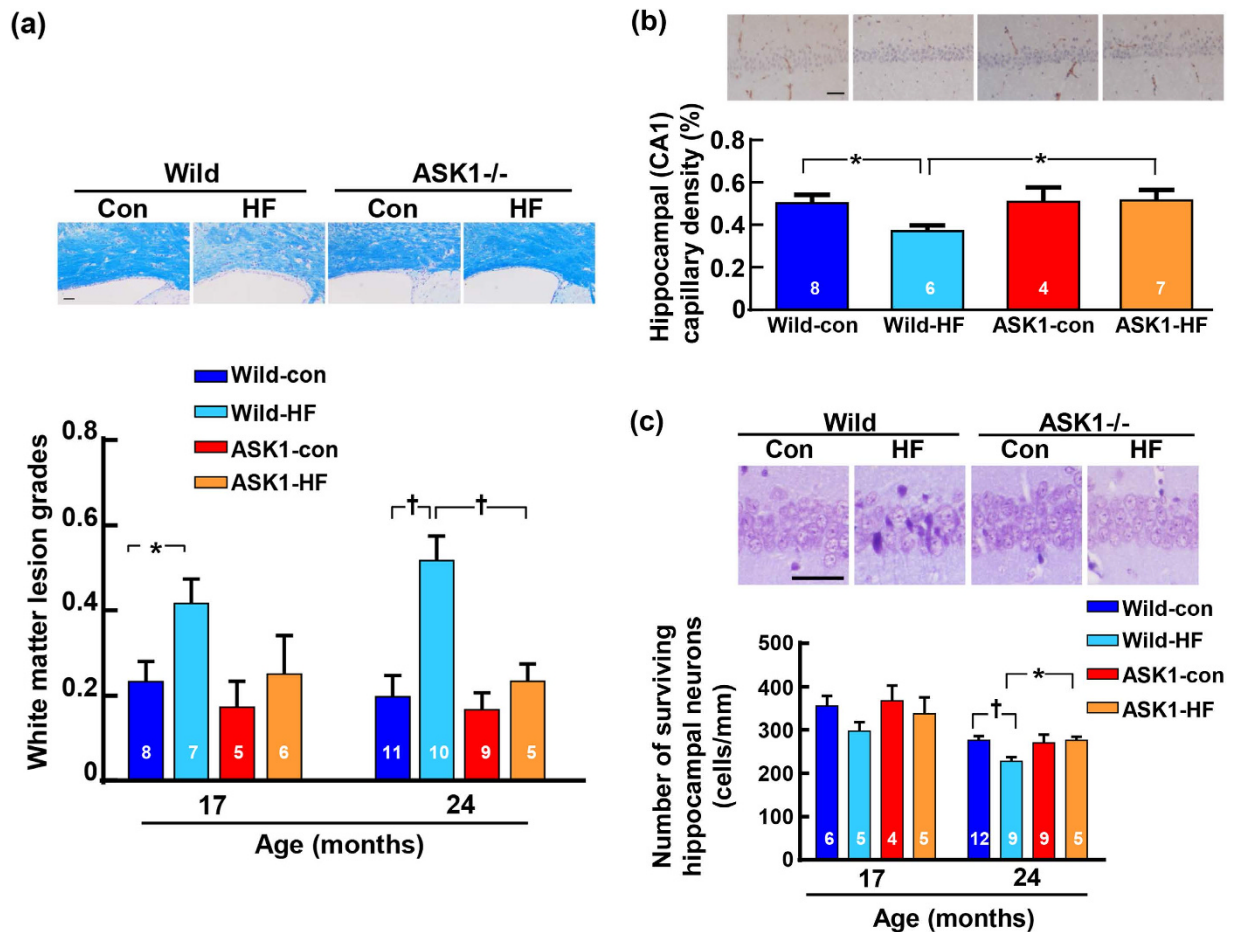 (a)
Wild ASK1-/-
Con HF Con HF
Wild-con
Wild-HF
ASK1-con
ASK1-HF
White matter lesion grades
0.8
0.6
0.4
0.2
0
*
† †
8 7 5 6 11 10 9 5
17 24
Age (months)
(b)
Hippocampal (CA1)
capillary density (%)
0.8
0.6
0.4
0.2
0
* *
8 6 4 7
Wild-con Wild-HF ASK1-con ASK1-HF
(c)
Wild ASK1-/-
Con HF Con HF
Wild-con
Wild-HF
ASK1-con
ASK1-HF
Number of surviving
hippocampal neurons
(cells/mm)
500
400
300
200
100
0
† *
6 5 4 5 12 9 9 5
17 24
Age (months)